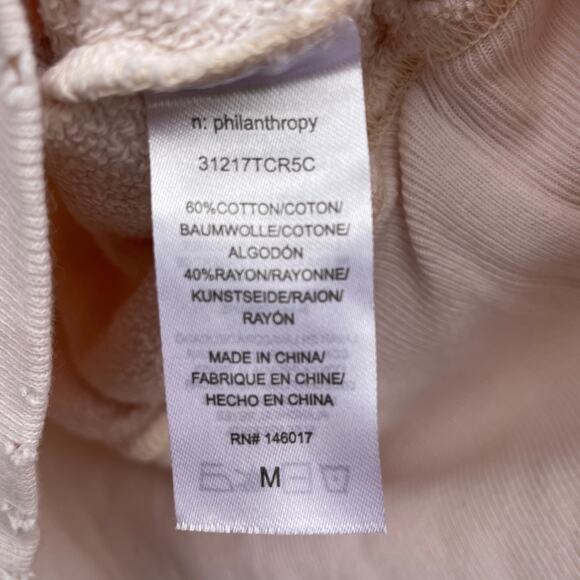 n: philanthropy
31217TCR5C
60%COTTON/COTON/
BAUMWOLLE/COTONE/
ALGODÓN
40%RAYON/RAYONNE/
KUNSTSEIDE/RAION/
RAYÓN
MADE IN CHINA/
FABRIQUE EN CHINE/
HECHO EN CHINA
RN# 146017
M